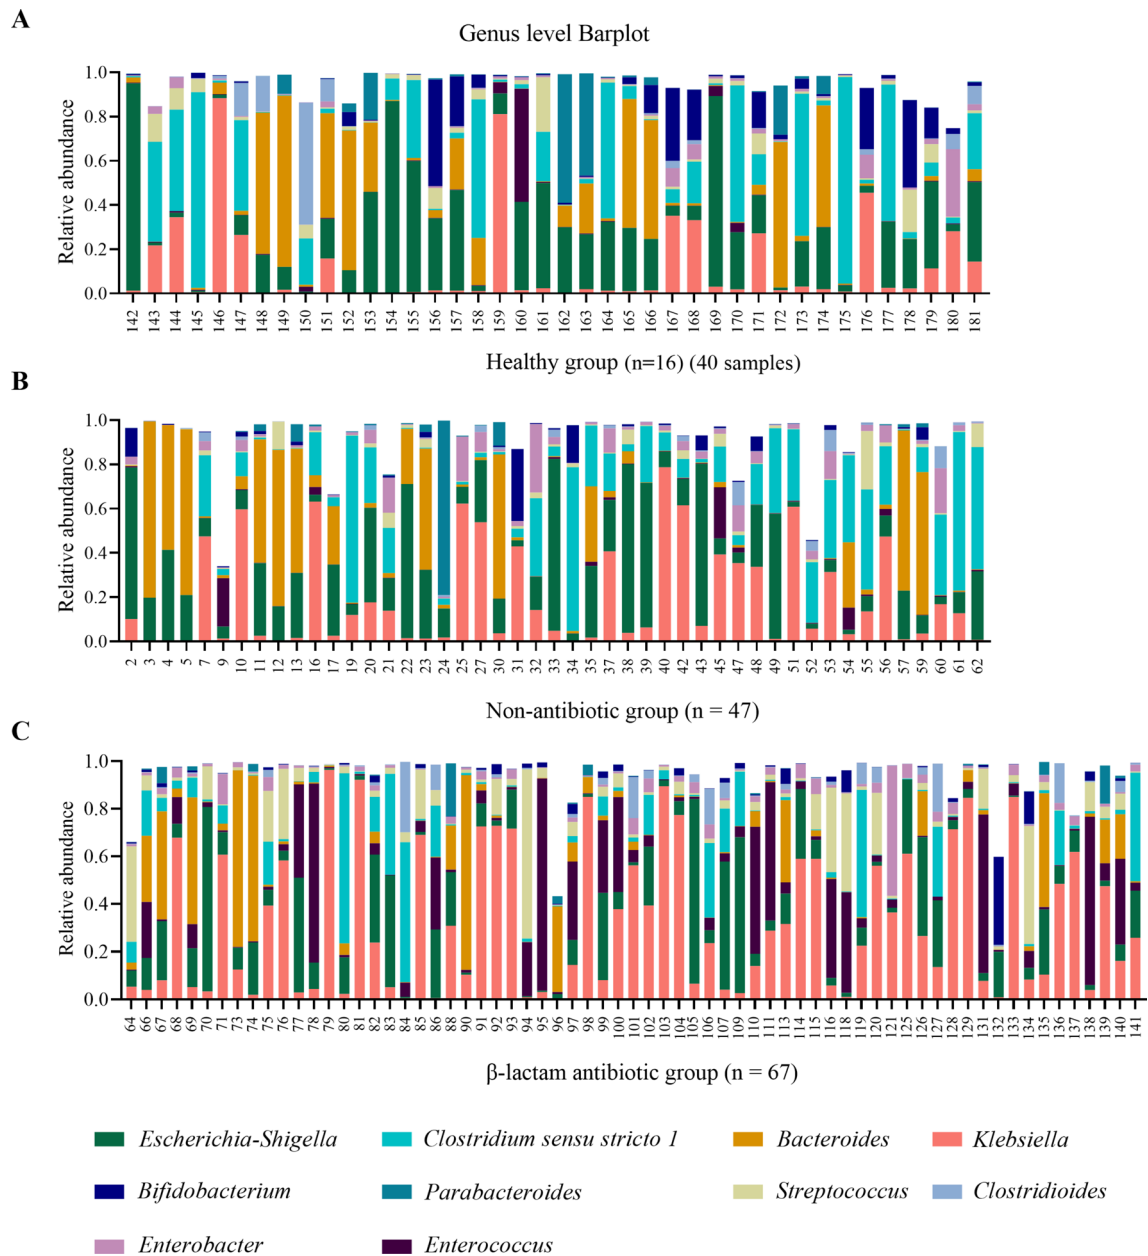 A
Genus level Barplot
Relative abundance
1.0
0.8
0.6
0.4
0.2
0.0
142 143 144 145 146 147 148 149 150 151 152 153 154 155 156 157 158 159 160 161 162 163 164 165 166 167 168 169 170 171 172 173 174 175 176 177 178 179 180 181
Healthy group (n=16) (40 samples)
B
Relative abundance
1.0
0.8
0.6
0.4
0.2
0.0
2 3 4 5 7 9 10 11 12 13 16 17 19 20 21 22 23 24 25 27 30 31 32 33 34 35 37 38 39 40 42 43 45 47 48 49 51 52 53 54 55 56 57 59 60 61 62
Non-antibiotic group (n = 47)
C
Relative abundance
1.0
0.8
0.6
0.4
0.2
0.0
64 66 67 68 69 70 71 73 74 75 76 77 78 79 80 81 82 83 84 85 86 88 89 90 91 92 93 94 95 96 97 98 99 100 101 102 103 104 105 106 107 109 110 111 113 114 115 116 118 119 120 121 125 126 127 128 129 131 132 133 134 135 136 137 138 139 140 141
β-lactam antibiotic group (n = 67)
Escherichia-Shigella Clostridium sensu stricto 1 Bacteroides Klebsiella
Bifidobacterium Parabacteroides Streptococcus Clostridioides
Enterobacter Enterococcus